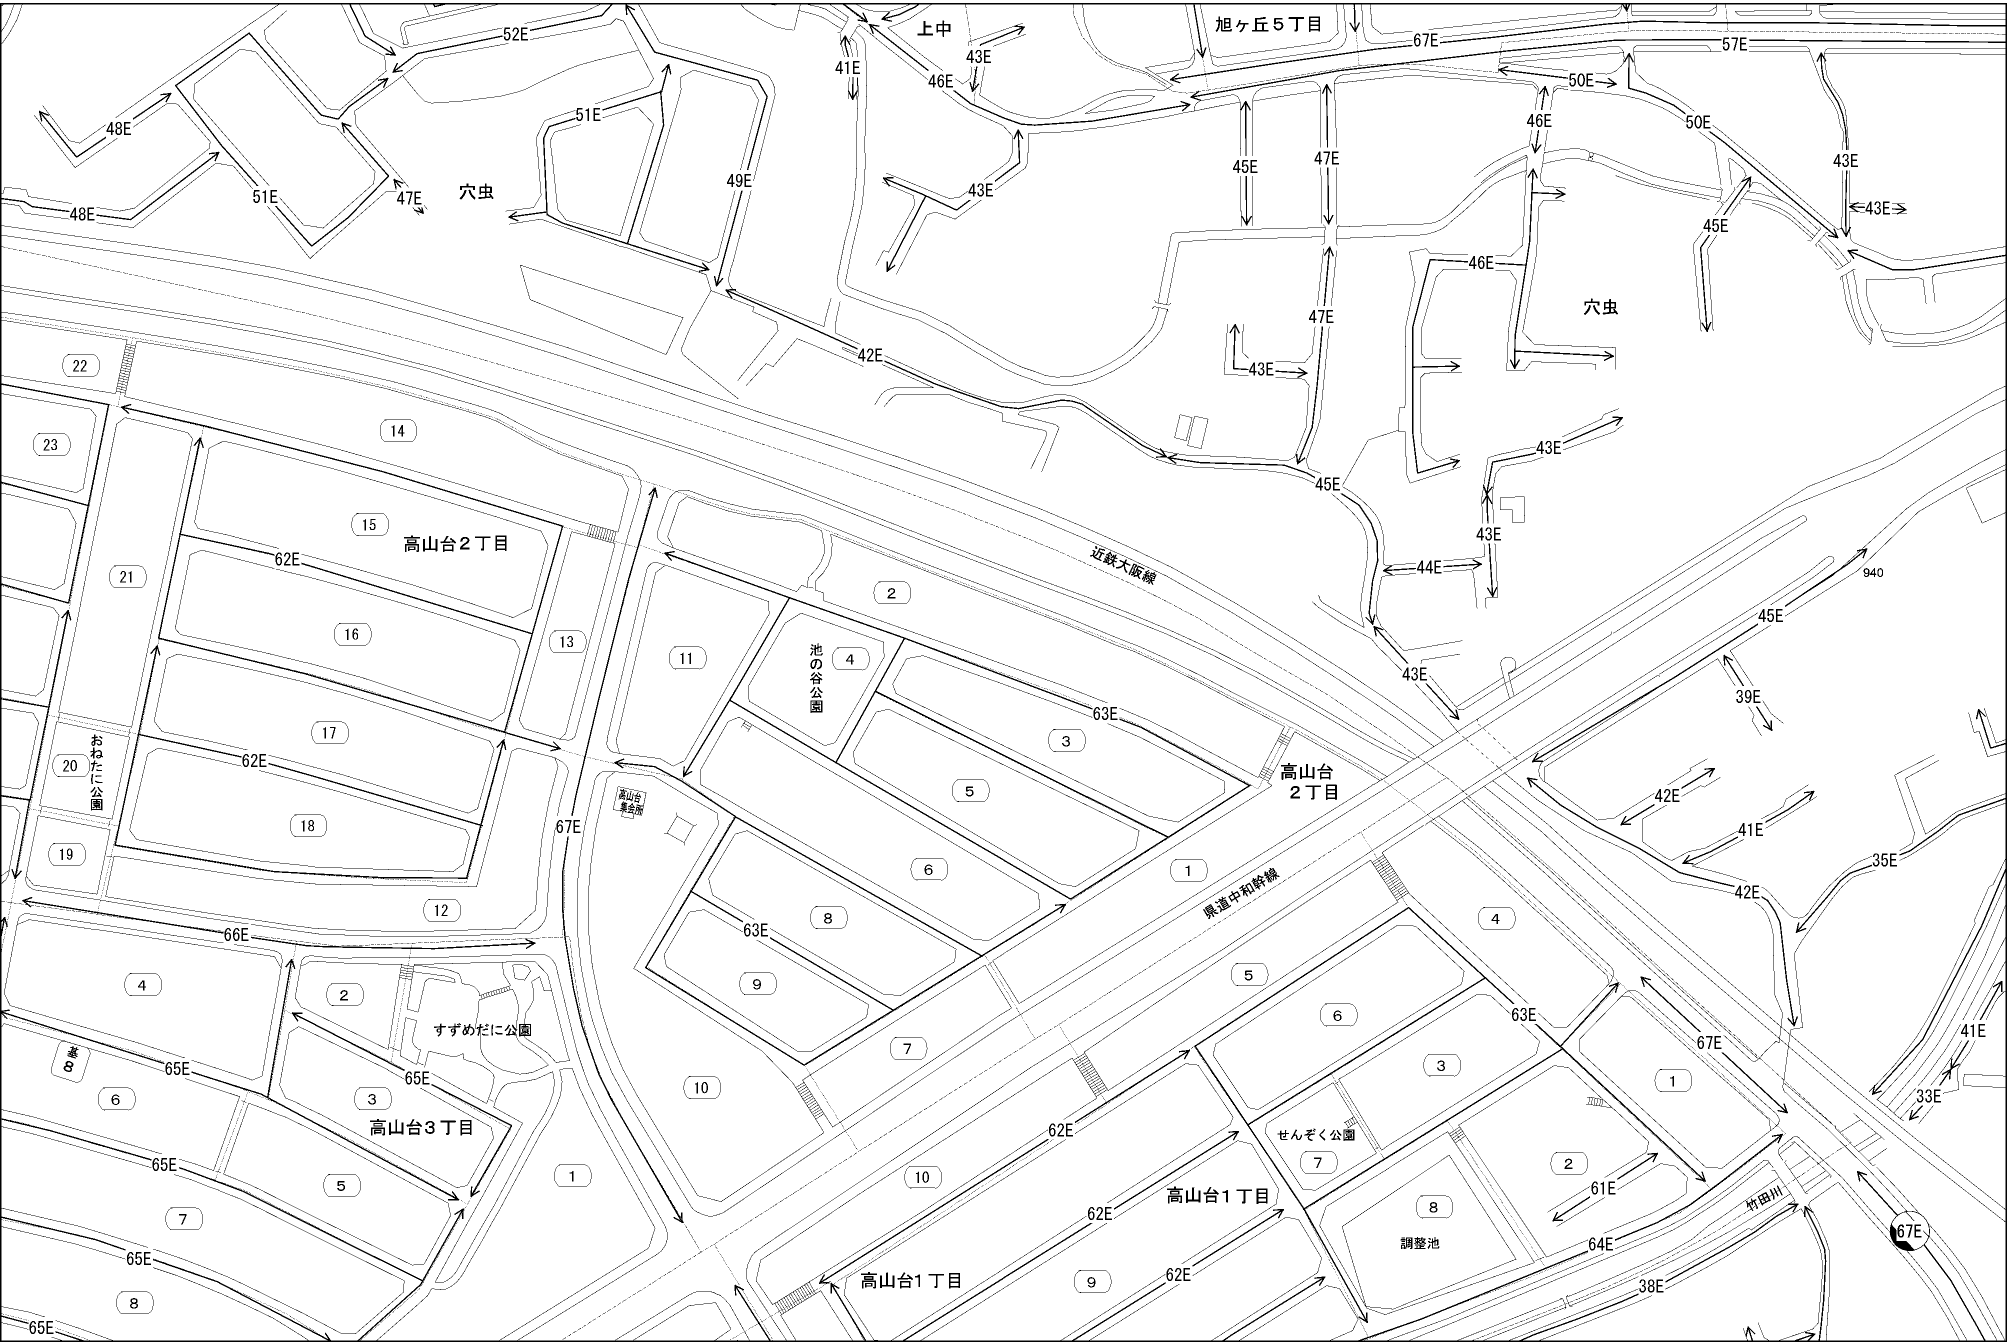 52E
上中
旭ヶ丘５丁目
67E
57E
41E
43E
46E
50E
48E
51E
46E
50E
49E
45E
47E
43E
穴虫
43E
47E
51E
48E
45E
43E
46E
穴虫
47E
42E
43E
22
14
23
43E
15
高山台２丁目
45E
43E
近鉄大阪線
62E
44E
940
21
2
16
13
45E
池の谷公園
11
4
43E
39E
63E
3
17
おねたに公園
20
62E
高山台
２丁目
5
高山台
集会所
42E
18
67E
41E
19
6
1
県道中和幹線
35E
42E
12
8
4
66E
63E
5
4
2
9
6
63E
すずめだに公園
41E
基
8
7
67E
65E
65E
10
3
1
6
3
33E
高山台３丁目
62E
せんぞく公園
7
65E
1
10
2
5
高山台１丁目
61E
竹田川
7
62E
8
67E
調整池
64E
65E
高山台１丁目
9
62E
38E
8
65E